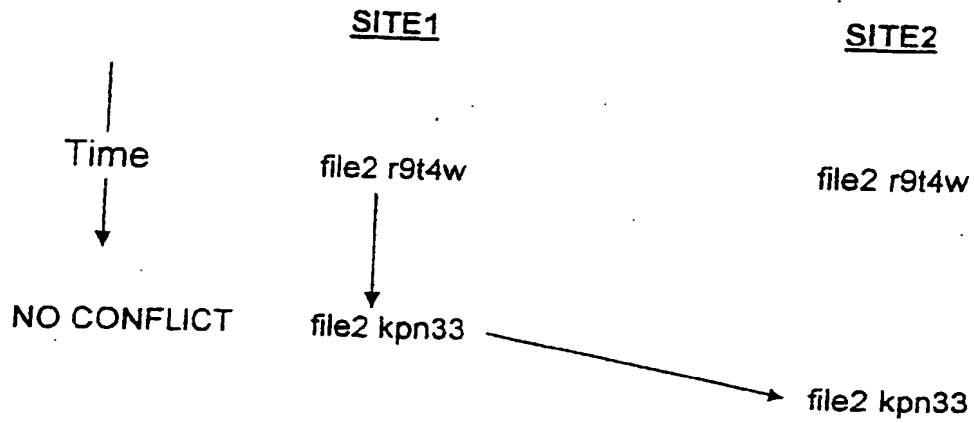 SITE1
SITE2
Time
file2 r9t4w
file2 r9t4w
NO CONFLICT
file2 kpn33
file2 kpn33